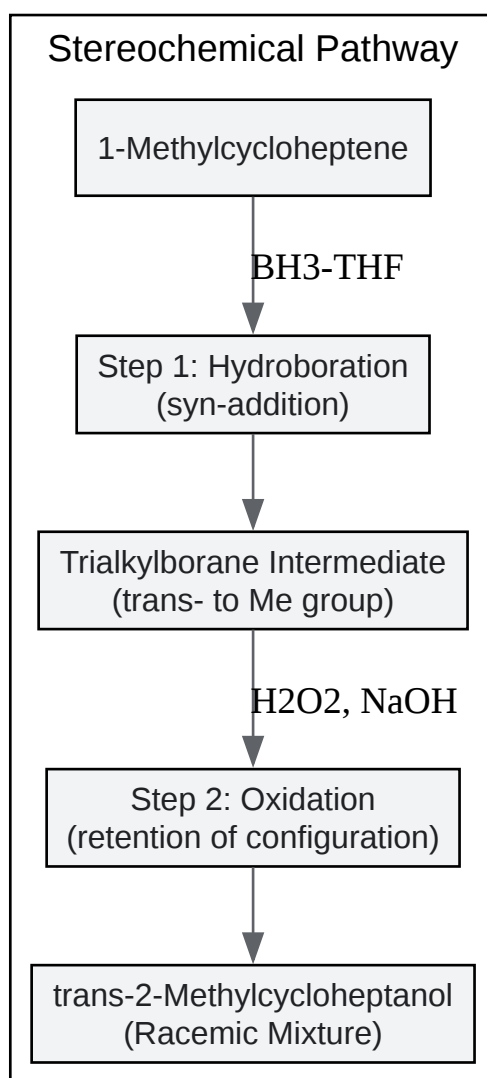 Stereochemical Pathway
1-Methylcycloheptene
BH3-THF
Step 1: Hydroboration
(syn-addition)
Trialkylborane Intermediate
(trans- to Me group)
H2O2, NaOH
Step 2: Oxidation
(retention of configuration)
trans-2-Methylcycloheptanol
(Racemic Mixture)